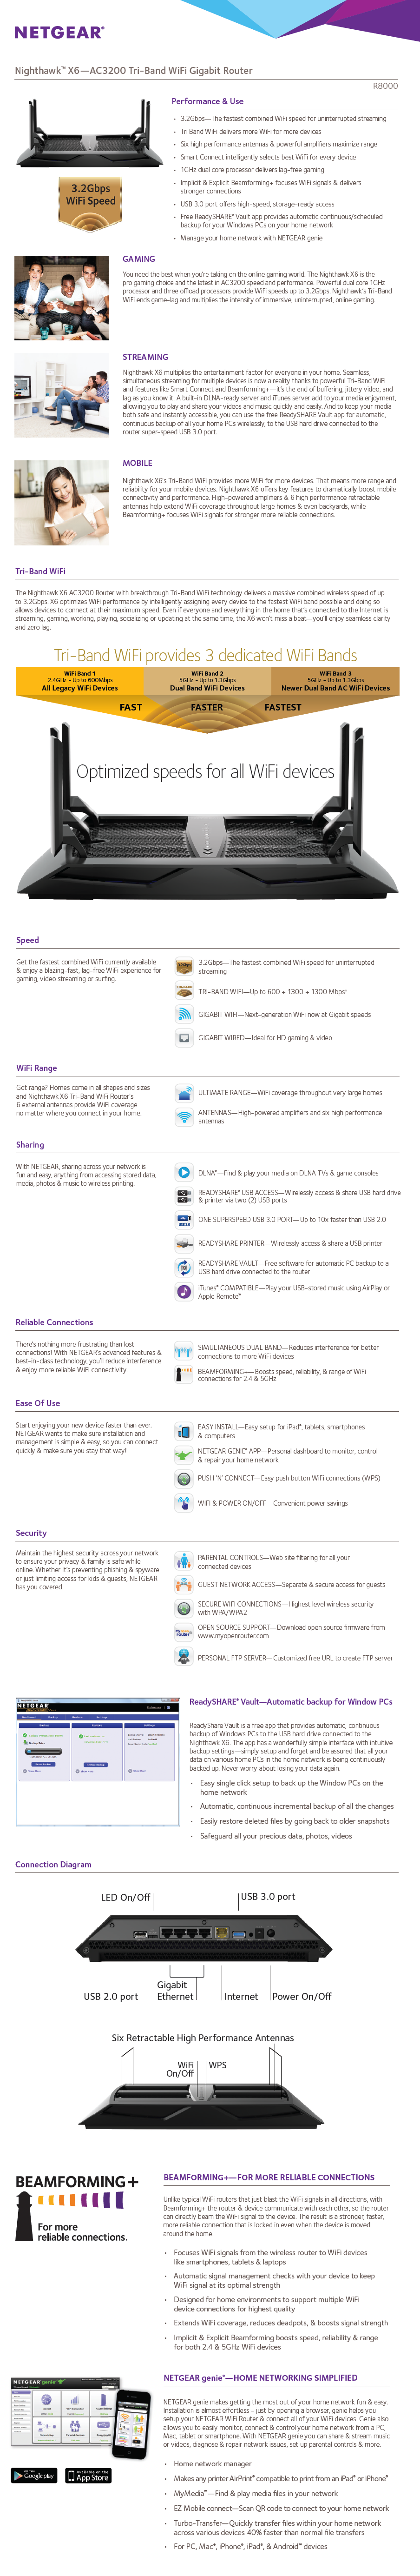 NETGEAR®
Nighthawk™ X6—AC3200 Tri-Band WiFi Gigabit Router
R8000
3.2Gbps
WiFi Speed
Performance & Use
• 3.2Gbps—The fastest combined WiFi speed for uninterrupted streaming
• Tri Band WiFi delivers more WiFi for more devices
• Six high performance antennas & powerful amplifiers maximize range
• Smart Connect intelligently selects best WiFi for every device
• 1GHz dual core processor delivers lag-free gaming
• Implicit & Explicit Beamforming+ focuses WiFi signals & delivers
stronger connections
• USB 3.0 port offers high-speed, storage-ready access
• Free ReadySHARE® Vault app provides automatic continuous/scheduled
backup for your Windows PCs on your home network
• Manage your home network with NETGEAR genie
GAMING
You need the best when you're taking on the online gaming world. The Nighthawk X6 is the
pro gaming choice and the latest in AC3200 speed and performance. Powerful dual core 1GHz
processor and three offload processors provide WiFi speeds up to 3.2Gbps. Nighthawk's Tri-Band
WiFi ends game-lag and multiplies the intensity of immersive, uninterrupted, online gaming.
STREAMING
Nighthawk X6 multiplies the entertainment factor for everyone in your home. Seamless,
simultaneous streaming for multiple devices is now a reality thanks to powerful Tri-Band WiFi
and features like Smart Connect and Beamforming+—it's the end of buffering, jittery video, and
lag as you know it. A built-in DLNA-ready server and iTunes server add to your media enjoyment,
allowing you to play and share your videos and music quickly and easily. And to keep your media
both safe and instantly accessible, you can use the free ReadySHARE Vault app for automatic,
continuous backup of all your home PCs wirelessly, to the USB hard drive connected to the
router super-speed USB 3.0 port.
MOBILE
Nighthawk X6's Tri-Band WiFi provides more WiFi for more devices. That means more range and
reliability for your mobile devices. Nighthawk X6 offers key features to dramatically boost mobile
connectivity and performance. High-powered amplifiers & 6 high performance retractable
antennas help extend WiFi coverage throughout large homes & even backyards, while
Beamforming+ focuses WiFi signals for stronger more reliable connections.
Tri-Band WiFi
The Nighthawk X6 AC3200 Router with breakthrough Tri-Band WiFi technology delivers a massive combined wireless speed of up
to 3.2Gbps. X6 optimizes WiFi performance by intelligently assigning every device to the fastest WiFi band possible and doing so
allows devices to connect at their maximum speed. Even if everyone and everything in the home that's connected to the Internet is
streaming, gaming, working, playing, socializing or updating at the same time, the X6 won't miss a beat—you'll enjoy seamless clarity
and zero lag.
Tri-Band WiFi provides 3 dedicated WiFi Bands
WiFi Band 1
2.4GHz - Up to 600Mbps
All Legacy WiFi Devices
WiFi Band 2
5GHz - Up to 1.3Gbps
Dual Band WiFi Devices
WiFi Band 3
5GHz - Up to 1.3Gbps
Newer Dual Band AC WiFi Devices
FAST
FASTER
FASTEST
Optimized speeds for all WiFi devices
Speed
Get the fastest combined WiFi currently available
& enjoy a blazing-fast, lag-free WiFi experience for
gaming, video streaming or surfing.
3.2Gbps—The fastest combined WiFi speed for uninterrupted
streaming
TRI-BAND WIFI—Up to 600 + 1300 + 1300 Mbps†
GIGABIT WIFI—Next-generation WiFi now at Gigabit speeds
GIGABIT WIRED—Ideal for HD gaming & video
WiFi Range
Got range? Homes come in all shapes and sizes
and Nighthawk X6 Tri-Band WiFi Router's
6 external antennas provide WiFi coverage
no matter where you connect in your home.
ULTIMATE RANGE—WiFi coverage throughout very large homes
ANTENNAS—High-powered amplifiers and six high performance
antennas
Sharing
With NETGEAR, sharing across your network is
fun and easy, anything from accessing stored data,
media, photos & music to wireless printing.
DLNA®—Find & play your media on DLNA TVs & game consoles
READYSHARE® USB ACCESS—Wirelessly access & share USB hard drive
& printer via two (2) USB ports
ONE SUPERSPEED USB 3.0 PORT—Up to 10x faster than USB 2.0
READYSHARE PRINTER—Wirelessly access & share a USB printer
READYSHARE VAULT—Free software for automatic PC backup to a
USB hard drive connected to the router
iTunes® COMPATIBLE—Play your USB-stored music using AirPlay or
Apple Remote™
Reliable Connections
There's nothing more frustrating than lost
connections! With NETGEAR's advanced features &
best-in-class technology, you'll reduce interference
& enjoy more reliable WiFi connectivity.
SIMULTANEOUS DUAL BAND—Reduces interference for better
connections to more WiFi devices
BEAMFORMING+—Boosts speed, reliability, & range of WiFi
connections for 2.4 & 5GHz
Ease Of Use
Start enjoying your new device faster than ever.
NETGEAR wants to make sure installation and
management is simple & easy, so you can connect
quickly & make sure you stay that way!
EASY INSTALL—Easy setup for iPad®, tablets, smartphones
& computers
NETGEAR GENIE® APP—Personal dashboard to monitor, control
& repair your home network
PUSH 'N' CONNECT—Easy push button WiFi connections (WPS)
WIFI & POWER ON/OFF—Convenient power savings
Security
Maintain the highest security across your network
to ensure your privacy & family is safe while
online. Whether it's preventing phishing & spyware
or just limiting access for kids & guests, NETGEAR
has you covered.
PARENTAL CONTROLS—Web site filtering for all your
connected devices
GUEST NETWORK ACCESS—Separate & secure access for guests
SECURE WIFI CONNECTIONS—Highest level wireless security
with WPA/WPA2
OPEN SOURCE SUPPORT—Download open source firmware from
www.myopenrouter.com
PERSONAL FTP SERVER—Customized free URL to create FTP server
ReadySHARE® Vault—Automatic backup for Window PCs
ReadyShare Vault is a free app that provides automatic, continuous
backup of Windows PCs to the USB hard drive connected to the
Nighthawk X6. The app has a wonderfully simple interface with intuitive
backup settings—simply setup and forget and be assured that all your
data on various home PCs in the home network is being continuously
backed up. Never worry about losing your data again.
• Easy single click setup to back up the Window PCs on the
home network
• Automatic, continuous incremental backup of all the changes
• Easily restore deleted files by going back to older snapshots
• Safeguard all your precious data, photos, videos
Connection Diagram
LED On/Off
USB 3.0 port
USB 2.0 port
Gigabit
Ethernet
Internet
Power On/Off
Six Retractable High Performance Antennas
WiFi
On/Off
WPS
BEAMFORMING+
For more
reliable connections.
BEAMFORMING+—FOR MORE RELIABLE CONNECTIONS
Unlike typical WiFi routers that just blast the WiFi signals in all directions, with
Beamforming+ the router & device communicate with each other, so the router
can directly beam the WiFi signal to the device. The result is a stronger, faster,
more reliable connection that is locked in even when the device is moved
around the home.
• Focuses WiFi signals from the wireless router to WiFi devices
like smartphones, tablets & laptops
• Automatic signal management checks with your device to keep
WiFi signal at its optimal strength
• Designed for home environments to support multiple WiFi
device connections for highest quality
• Extends WiFi coverage, reduces deadpots, & boosts signal strength
• Implicit & Explicit Beamforming boosts speed, reliability & range
for both 2.4 & 5GHz WiFi devices
NETGEAR genie®
Google play
Available on the
App Store
NETGEAR genie®—HOME NETWORKING SIMPLIFIED
NETGEAR genie makes getting the most out of your home network fun & easy.
Installation is almost effortless - just by opening a browser, genie helps you
setup your NETGEAR WiFi Router & connect all of your WiFi devices. Genie also
allows you to easily monitor, connect & control your home network from a PC,
Mac, tablet or smartphone. With NETGEAR genie you can share & stream music
or videos, diagnose & repair network issues, set up parental controls & more.
• Home network manager
• Makes any printer AirPrint® compatible to print from an iPad® or iPhone®
• MyMedia™—Find & play media files in your network
• EZ Mobile connect—Scan QR code to connect to your home network
• Turbo-Transfer—Quickly transfer files within your home network
across various devices 40% faster than normal file transfers
• For PC, Mac®, iPhone®, iPad®, & Android™ devices